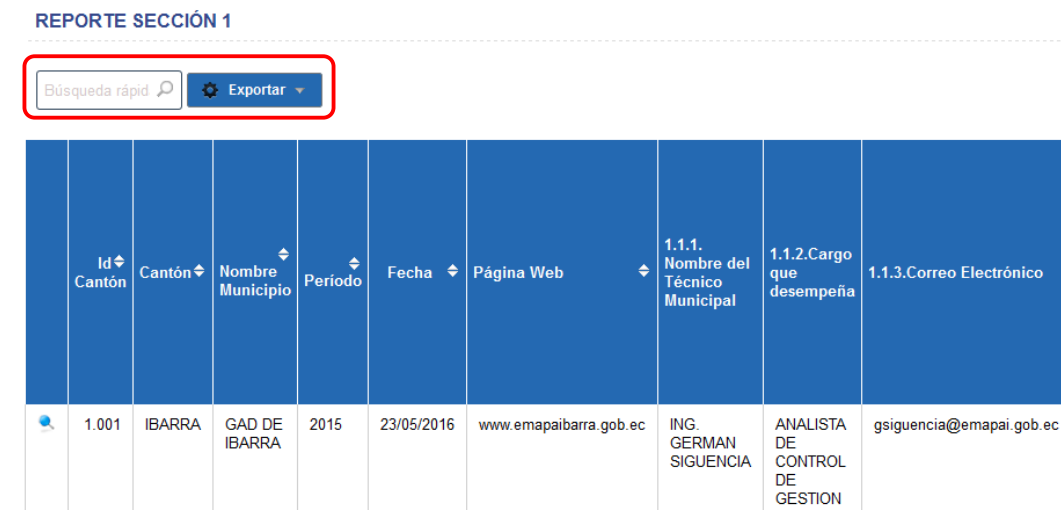 REPORTE SECCIÓN 1
Búsqueda rápid
Exportar
Id
Cantón
Cantón
Nombre
Municipio
Período
Fecha
Página Web
1.1.1.
Nombre del
Técnico
Municipal
1.1.2.Cargo
que
desempeña
1.1.3.Correo Electrónico
1.001
IBARRA
GAD DE
IBARRA
2015
23/05/2016
www.emapaibarra.gob.ec
ING.
GERMAN
SIGUENCIA
ANALISTA
DE
CONTROL
DE
GESTION
gsiguencia@emapai.gob.ec